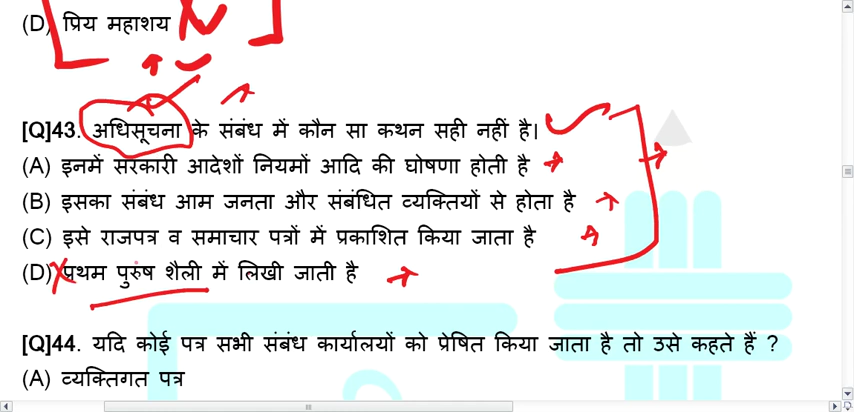 (D) प्रिय महाशय
[Q]43. अधिसूचना के संबंध में कौन सा कथन सही नहीं है।
(A) इनमें सरकारी आदेशों नियमों आदि की घोषणा होती है
(B) इसका संबंध आम जनता और संबंधित व्यक्तियों से होता है
(C) इसे राजपत्र व समाचार पत्रों में प्रकाशित किया जाता है
(D) प्रथम पुरुष शैली में लिखी जाती है
[Q]44. यदि कोई पत्र सभी संबंध कार्यालयों को प्रेषित किया जाता है तो उसे कहते हैं ?
(A) व्यक्तिगत पत्र